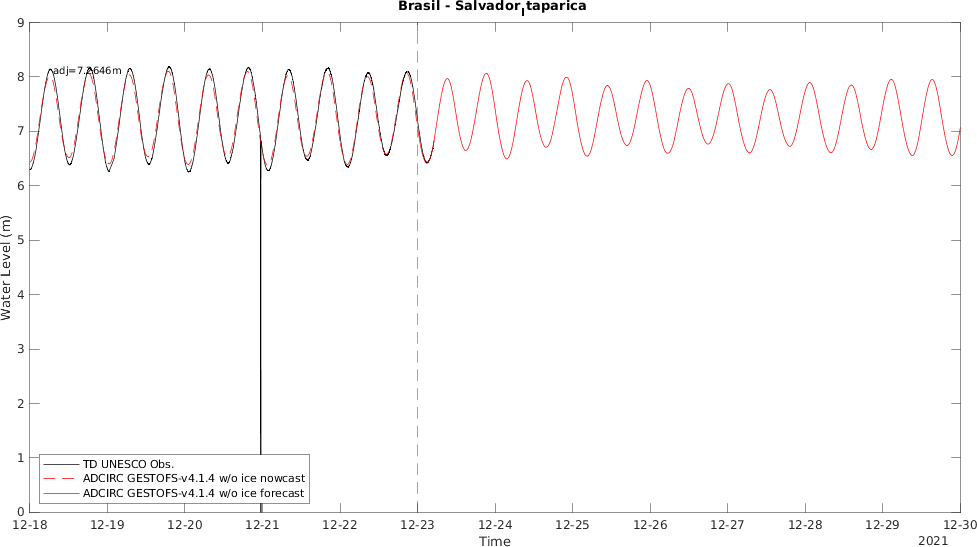 Brasil - Salvador Itaparica
adj=7.2646m
Water Level (m)
9
8
7
6
5
4
3
2
1
0
TD UNESCO Obs.
ADCIRC GESTOFS-v4.1.4 w/o ice nowcast
ADCIRC GESTOFS-v4.1.4 w/o ice forecast
12-18 12-19 12-20 12-21 12-22 12-23 12-24 12-25 12-26 12-27 12-28 12-29 12-30
Time
2021